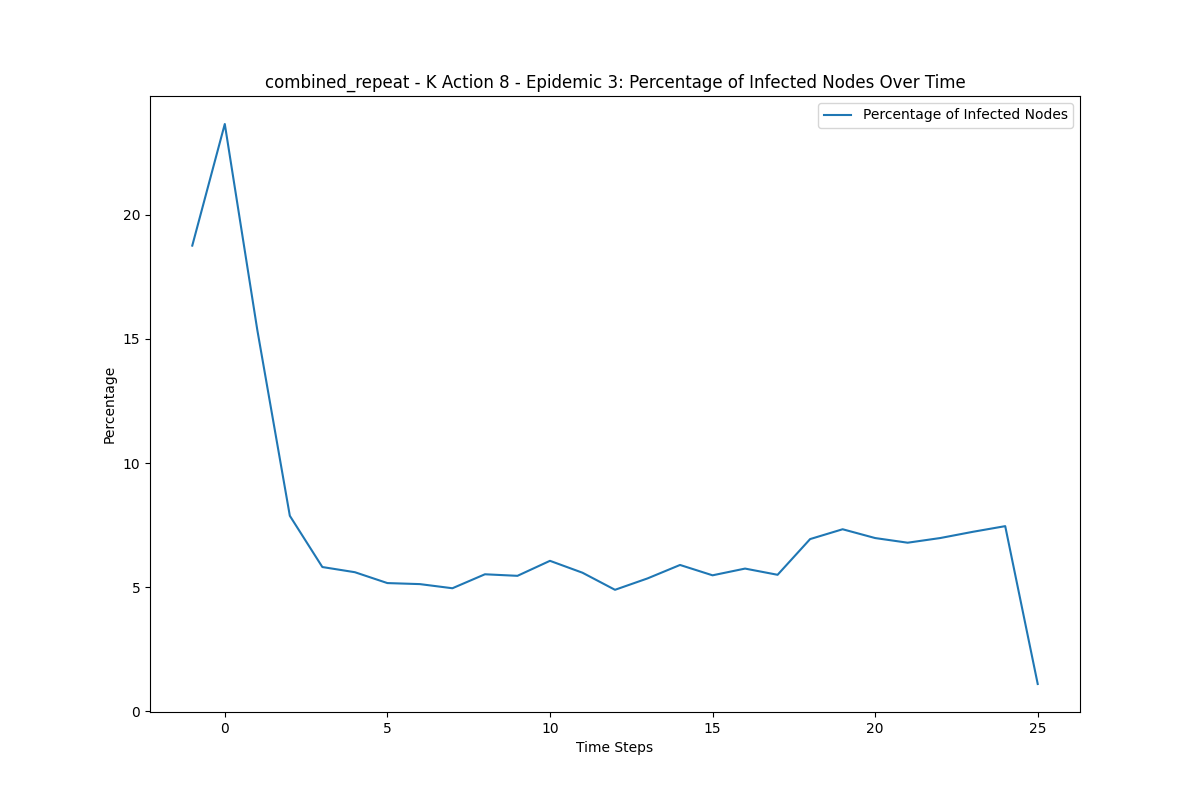 combined_repeat - K Action 8 - Epidemic 3: Percentage of Infected Nodes Over Time
Percentage of Infected Nodes
20
15
10
5
0
Percentage
0 5 10 15 20 25
Time Steps